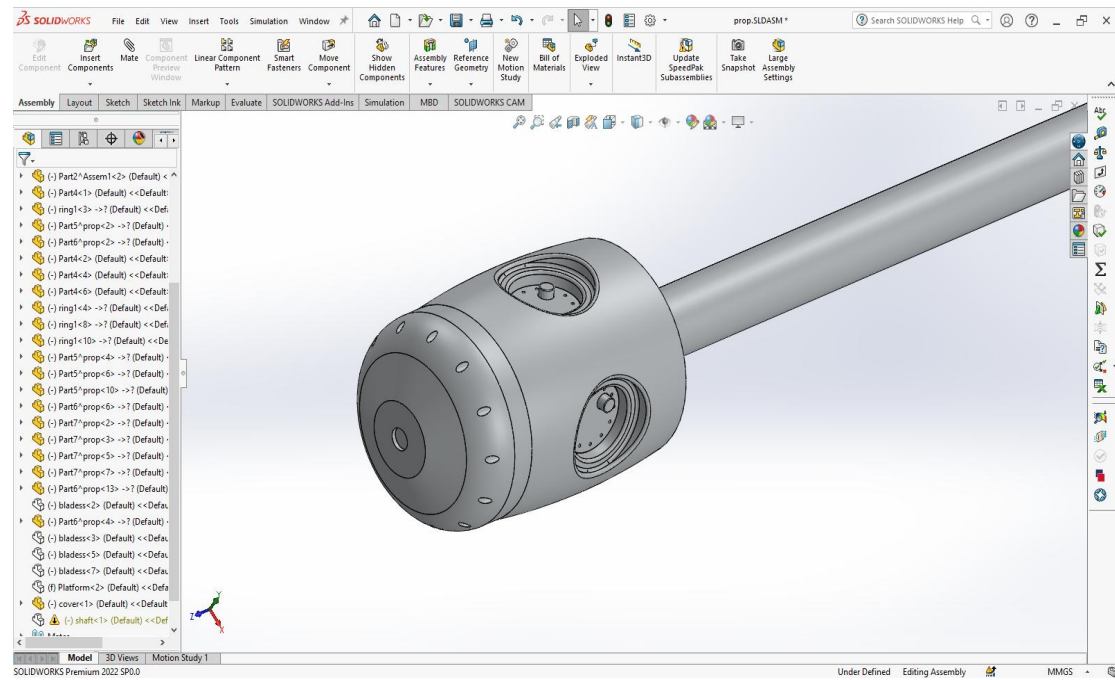 SOLIDWORKS File Edit View Insert Tools Simulation Window prop.SLDASM * Search SOLIDWORKS Help
Edit Component
Insert Components
Mate
Component Preview Window
Linear Component Pattern
Smart Fasteners
Move Component
Show Hidden Components
Assembly Features
Reference Geometry
New Motion Study
Bill of Materials
Exploded View
Instant3D
Update SpeedPak Subassemblies
Take Snapshot
Large Assembly Settings
Assembly Layout Sketch Sketch Ink Markup Evaluate SOLIDWORKS Add-Ins Simulation MBD SOLIDWORKS CAM
(-) Part2^Assem1<2> (Default) <
(-) Part4<1> (Default) <<Default
(-) ring1<3> ->? (Default) <<Def
(-) Part5^prop<2> ->? (Default)
(-) Part6^prop<2> ->? (Default)
(-) Part4<2> (Default) <<Default
(-) Part4<4> (Default) <<Default
(-) Part4<6> (Default) <<Default
(-) ring1<4> ->? (Default) <<Def
(-) ring1<8> ->? (Default) <<Def
(-) ring1<10> ->? (Default) <<De
(-) Part5^prop<4> ->? (Default)
(-) Part5^prop<6> ->? (Default)
(-) Part5^prop<10> ->? (Default)
(-) Part6^prop<6> ->? (Default)
(-) Part7^prop<2> ->? (Default)
(-) Part7^prop<3> ->? (Default)
(-) Part7^prop<5> ->? (Default)
(-) Part7^prop<7> ->? (Default)
(-) Part6^prop<13> ->? (Default)
(-) bladess<2> (Default) <<Defau
(-) Part6^prop<4> ->? (Default)
(-) bladess<3> (Default) <<Defau
(-) bladess<5> (Default) <<Defau
(-) bladess<7> (Default) <<Defau
(f) Platform<2> (Default) <<Defa
(-) cover<1> (Default) <<Default
(-) shaft<1> (Default) <<Def
Y
Z
X
Model 3D Views Motion Study 1
SOLIDWORKS Premium 2022 SP0.0 Under Defined Editing Assembly MMGS